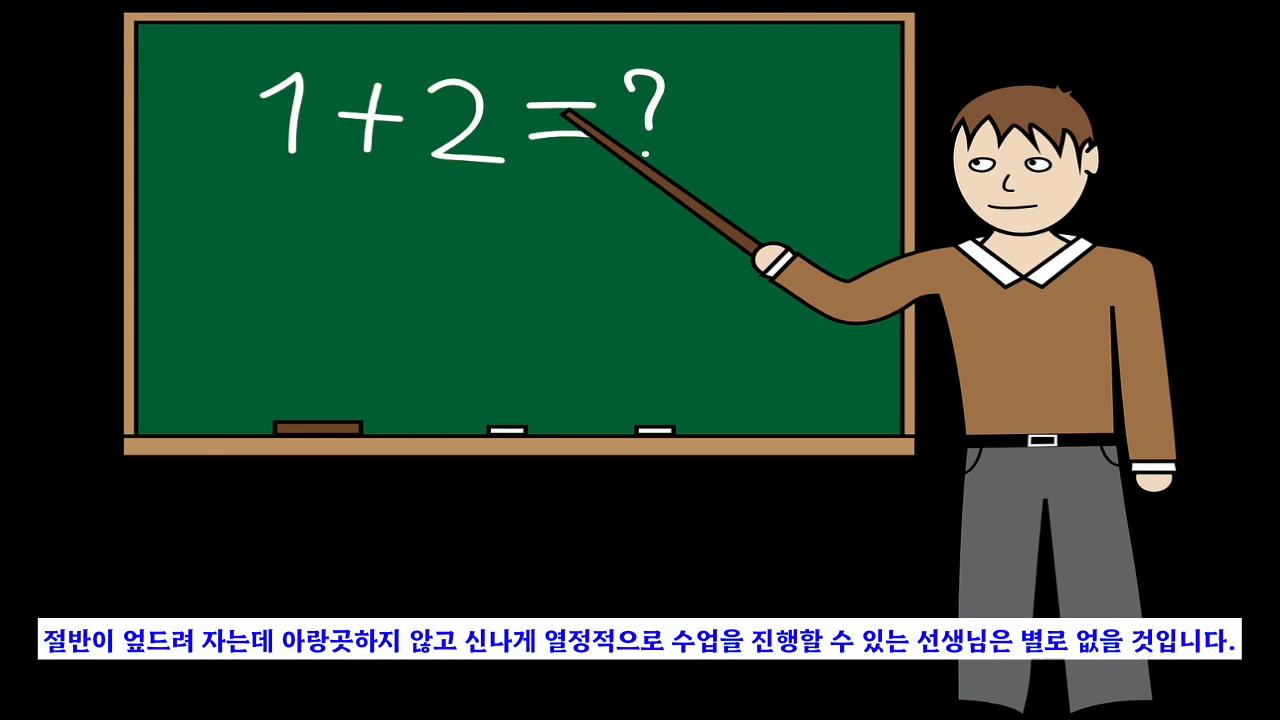 1+2=?
절반이 엎드려 자는데 아랑곳하지 않고 신나게 열정적으로 수업을 진행할 수 있는 선생님은 별로 없을 것입니다.